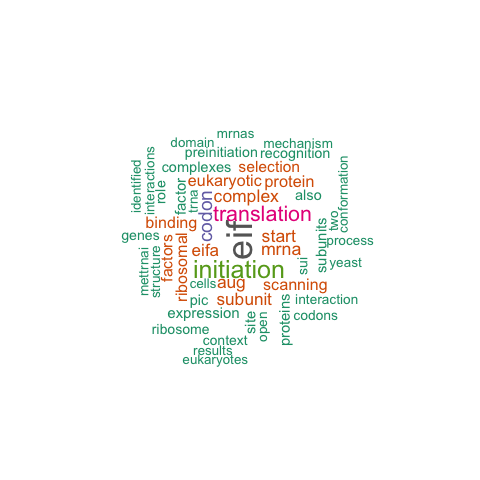 mrnas
domain
mechanism
preinitiation
recognition
identified
interactions
complexes
selection
role
factor
trna
eukaryotic
protein
conformation
codon
complex
also
translation
binding
eif
two
genes
factors
ribosomal
eifa
start
mrna
subunits
process
mettrnai
structure
initiation
sui
yeast
cells
aug
scanning
pic
subunit
interaction
expression
site
open
proteins
codons
ribosome
context
results
eukaryotes